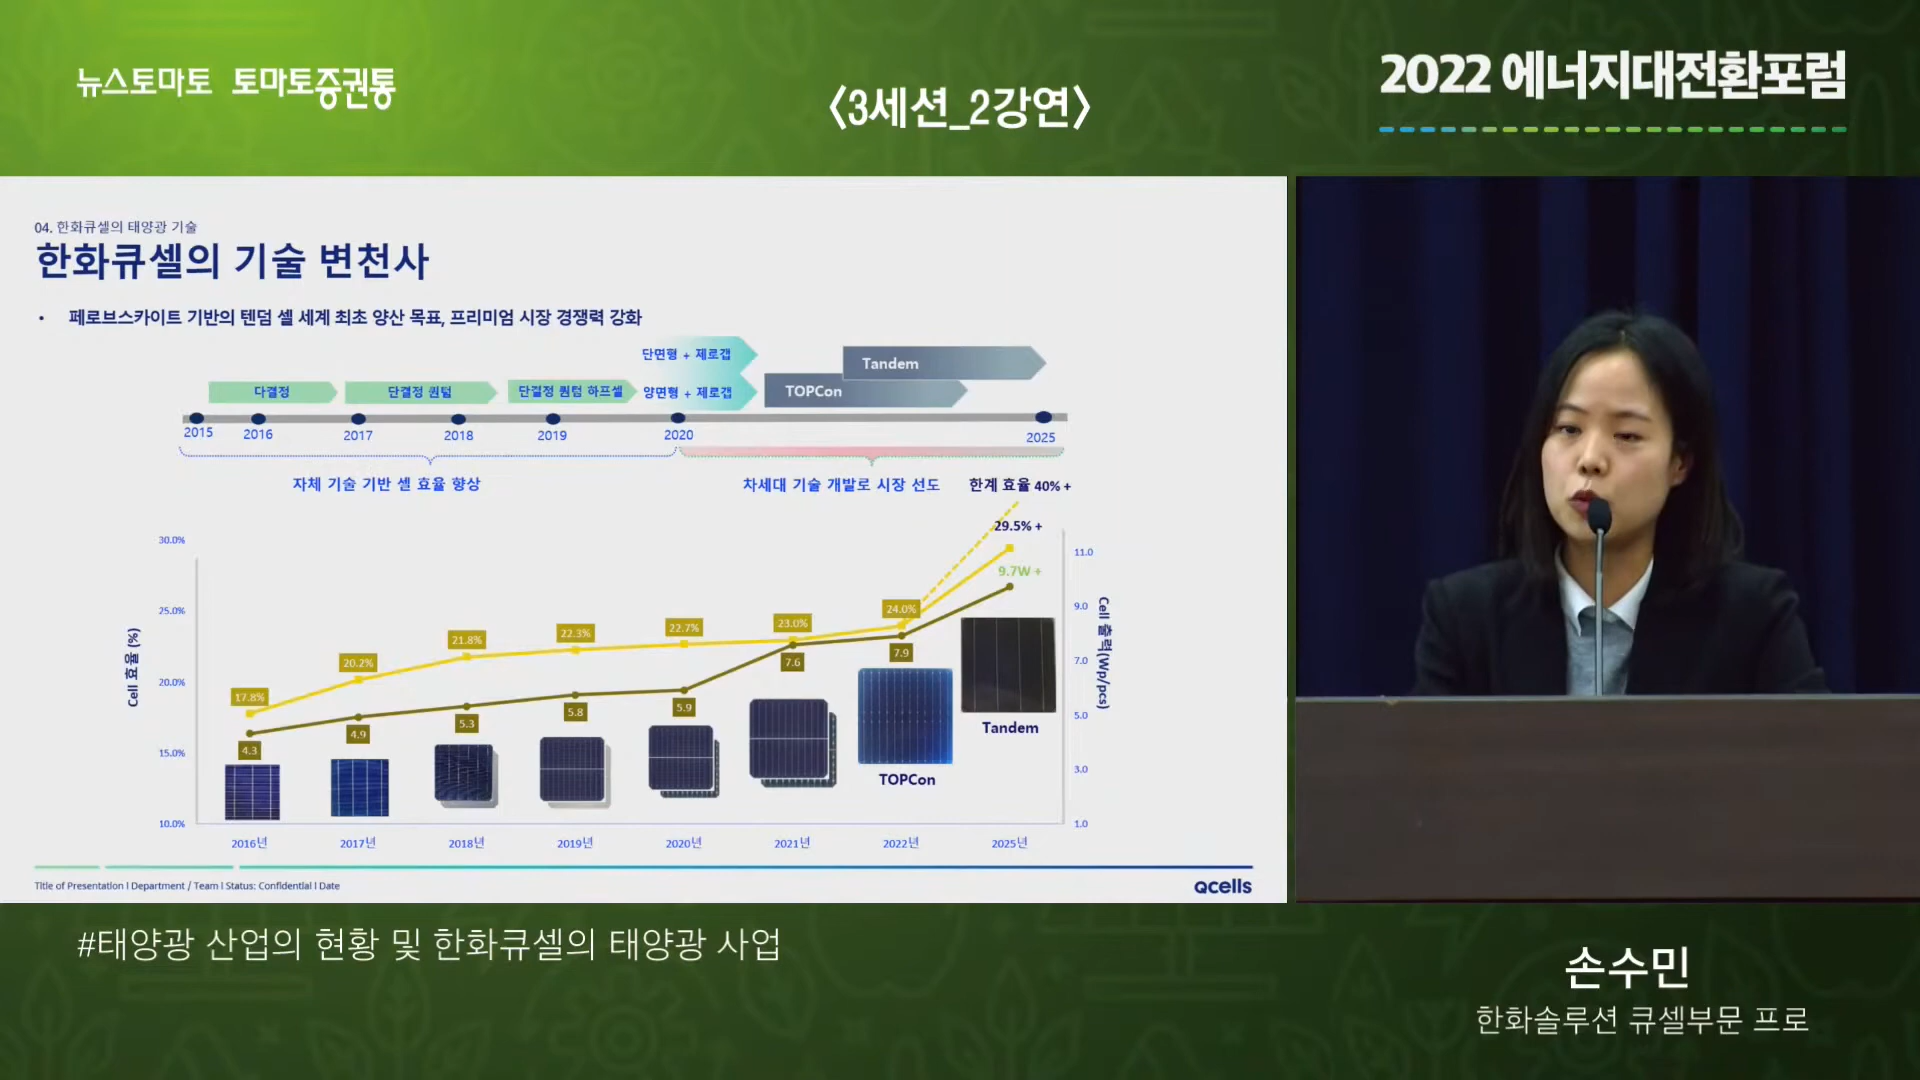 뉴스토마토 토마토증권통
〈3세션_2강연〉
2022 에너지대전환포럼
04. 한화큐셀의 태양광 기술
한화큐셀의 기술 변천사
• 페로브스카이트 기반의 텐덤 셀 세계 최초 양산 목표, 프리미엄 시장 경쟁력 강화
단면형 + 제로갭
Tandem
다결정
단결정 퀀텀
단결정 퀀텀 하프셀
양면형 + 제로갭
TOPCon
2015
2016
2017
2018
2019
2020
2025
자체 기술 기반 셀 효율 향상
차세대 기술 개발로 시장 선도
한계 효율 40% +
29.5% +
9.7W +
30.0%
25.0%
20.0%
15.0%
10.0%
Cell 효율 (%)
17.8%
20.2%
21.8%
22.3%
22.7%
23.0%
24.0%
4.3
4.9
5.3
5.8
5.9
7.6
7.9
11.0
9.0
7.0
5.0
3.0
1.0
Cell 출력(Wp/pcs)
Tandem
TOPCon
2016년
2017년
2018년
2019년
2020년
2021년
2022년
2025년
Title of Presentation l Department / Team l Status: Confidential l Date
Qcells
#태양광 산업의 현황 및 한화큐셀의 태양광 사업
손수민
한화솔루션 큐셀부문 프로